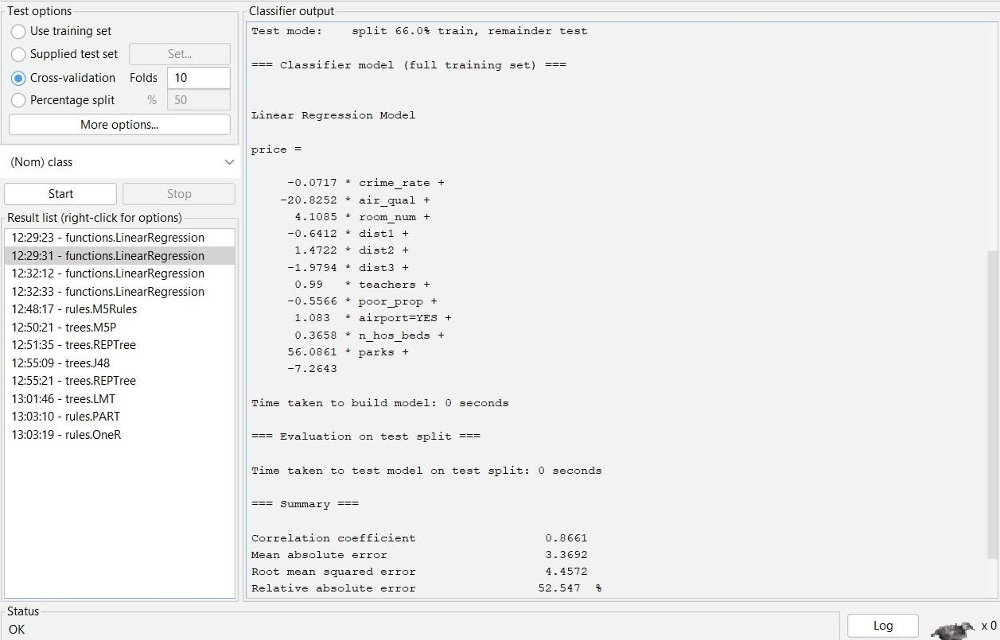 Test options
Use training set
Supplied test set Set...
Cross-validation Folds 10
Percentage split % 50
More options...
(Nom) class
Start Stop
Result list (right-click for options)
12:29:23 - functions.LinearRegression
12:29:31 - functions.LinearRegression
12:32:12 - functions.LinearRegression
12:32:33 - functions.LinearRegression
12:48:17 - rules.M5Rules
12:50:21 - trees.M5P
12:51:35 - trees.REPTree
12:55:09 - trees.J48
12:55:21 - trees.REPTree
13:01:46 - trees.LMT
13:03:10 - rules.PART
13:03:19 - rules.OneR
Classifier output
Test mode: split 66.0% train, remainder test
=== Classifier model (full training set) ===
Linear Regression Model
price =
-0.0717 * crime_rate +
-20.8252 * air_qual +
4.1085 * room_num +
-0.6412 * dist1 +
1.4722 * dist2 +
-1.9794 * dist3 +
0.99 * teachers +
-0.5566 * poor_prop +
1.083 * airport=YES +
0.3658 * n_hos_beds +
56.0861 * parks +
-7.2643
Time taken to build model: 0 seconds
=== Evaluation on test split ===
Time taken to test model on test split: 0 seconds
=== Summary ===
Correlation coefficient 0.8661
Mean absolute error 3.3692
Root mean squared error 4.4572
Relative absolute error 52.547 %
Status
OK
Log
x 0